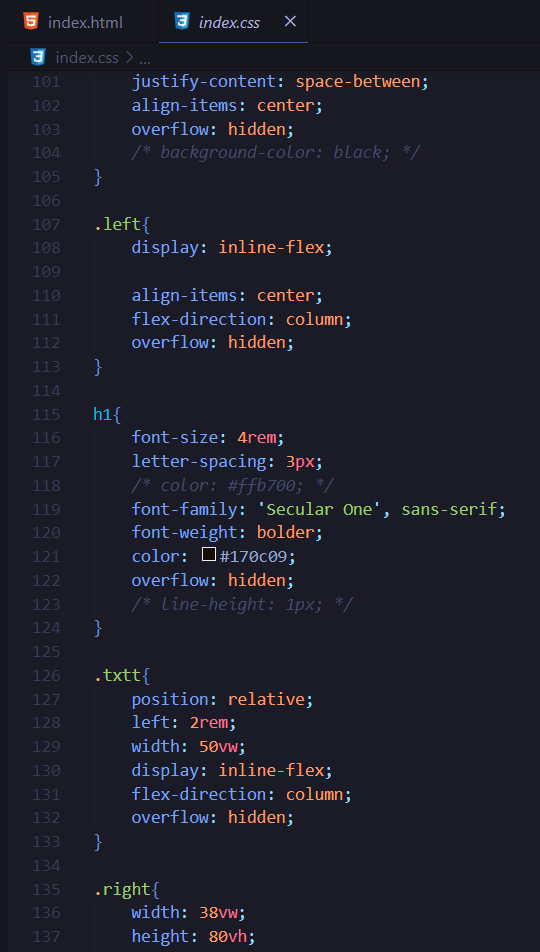 index.html
index.css
index.css > ...
101 justify-content: space-between;
102 align-items: center;
103 overflow: hidden;
104 /* background-color: black; */
105 }
106
107 .left{
108 display: inline-flex;
109
110 align-items: center;
111 flex-direction: column;
112 overflow: hidden;
113 }
114
115 h1{
116 font-size: 4rem;
117 letter-spacing: 3px;
118 /* color: #ffb700; */
119 font-family: 'Secular One', sans-serif;
120 font-weight: bolder;
121 color: #170c09;
122 overflow: hidden;
123 /* line-height: 1px; */
124 }
125
126 .txtt{
127 position: relative;
128 left: 2rem;
129 width: 50vw;
130 display: inline-flex;
131 flex-direction: column;
132 overflow: hidden;
133 }
134
135 .right{
136 width: 38vw;
137 height: 80vh;